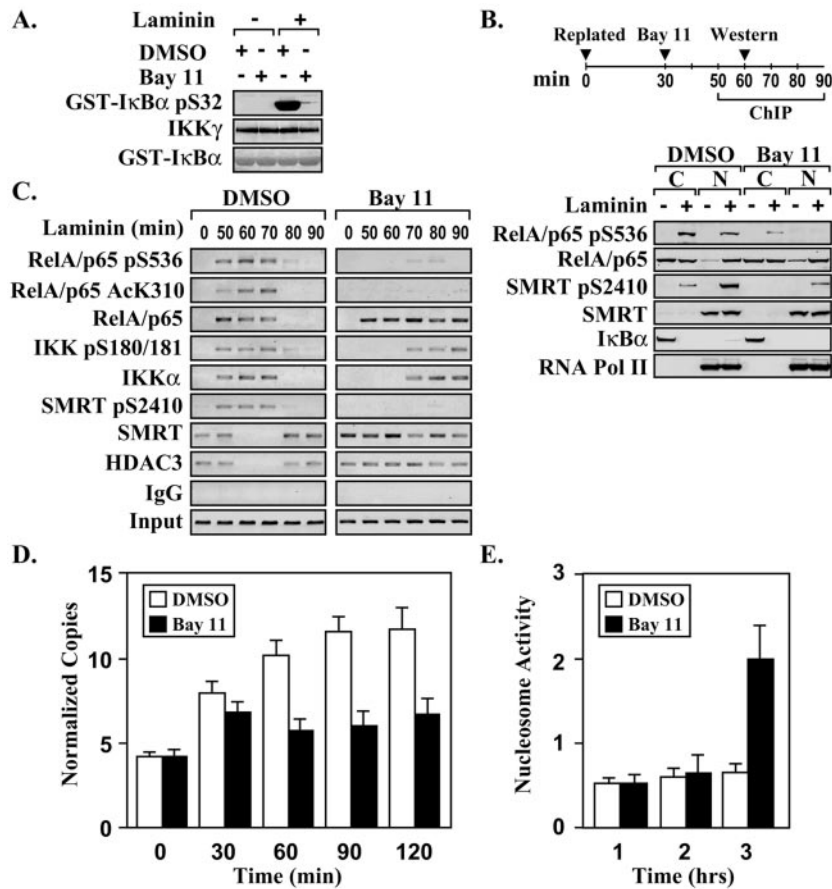 A.
Laminin - +
DMSO + - + -
Bay 11 - + - +
GST-IκBα pS32
IKKγ
GST-IκBα
B.
Replated Bay 11 Western
min 0 30 50 60 70 80 90
ChIP
DMSO Bay 11
C N C N
Laminin - + - + - + - +
RelA/p65 pS536
RelA/p65
SMRT pS2410
SMRT
IκBα
RNA Pol II
C.
DMSO Bay 11
Laminin (min) 0 50 60 70 80 90 0 50 60 70 80 90
RelA/p65 pS536
RelA/p65 AcK310
RelA/p65
IKK pS180/181
IKKα
SMRT pS2410
SMRT
HDAC3
IgG
Input
D.
15
10
5
0
Normalized Copies
DMSO
Bay 11
0 30 60 90 120
Time (min)
E.
3
2
1
0
Nucleosome Activity
DMSO
Bay 11
1 2 3
Time (hrs)